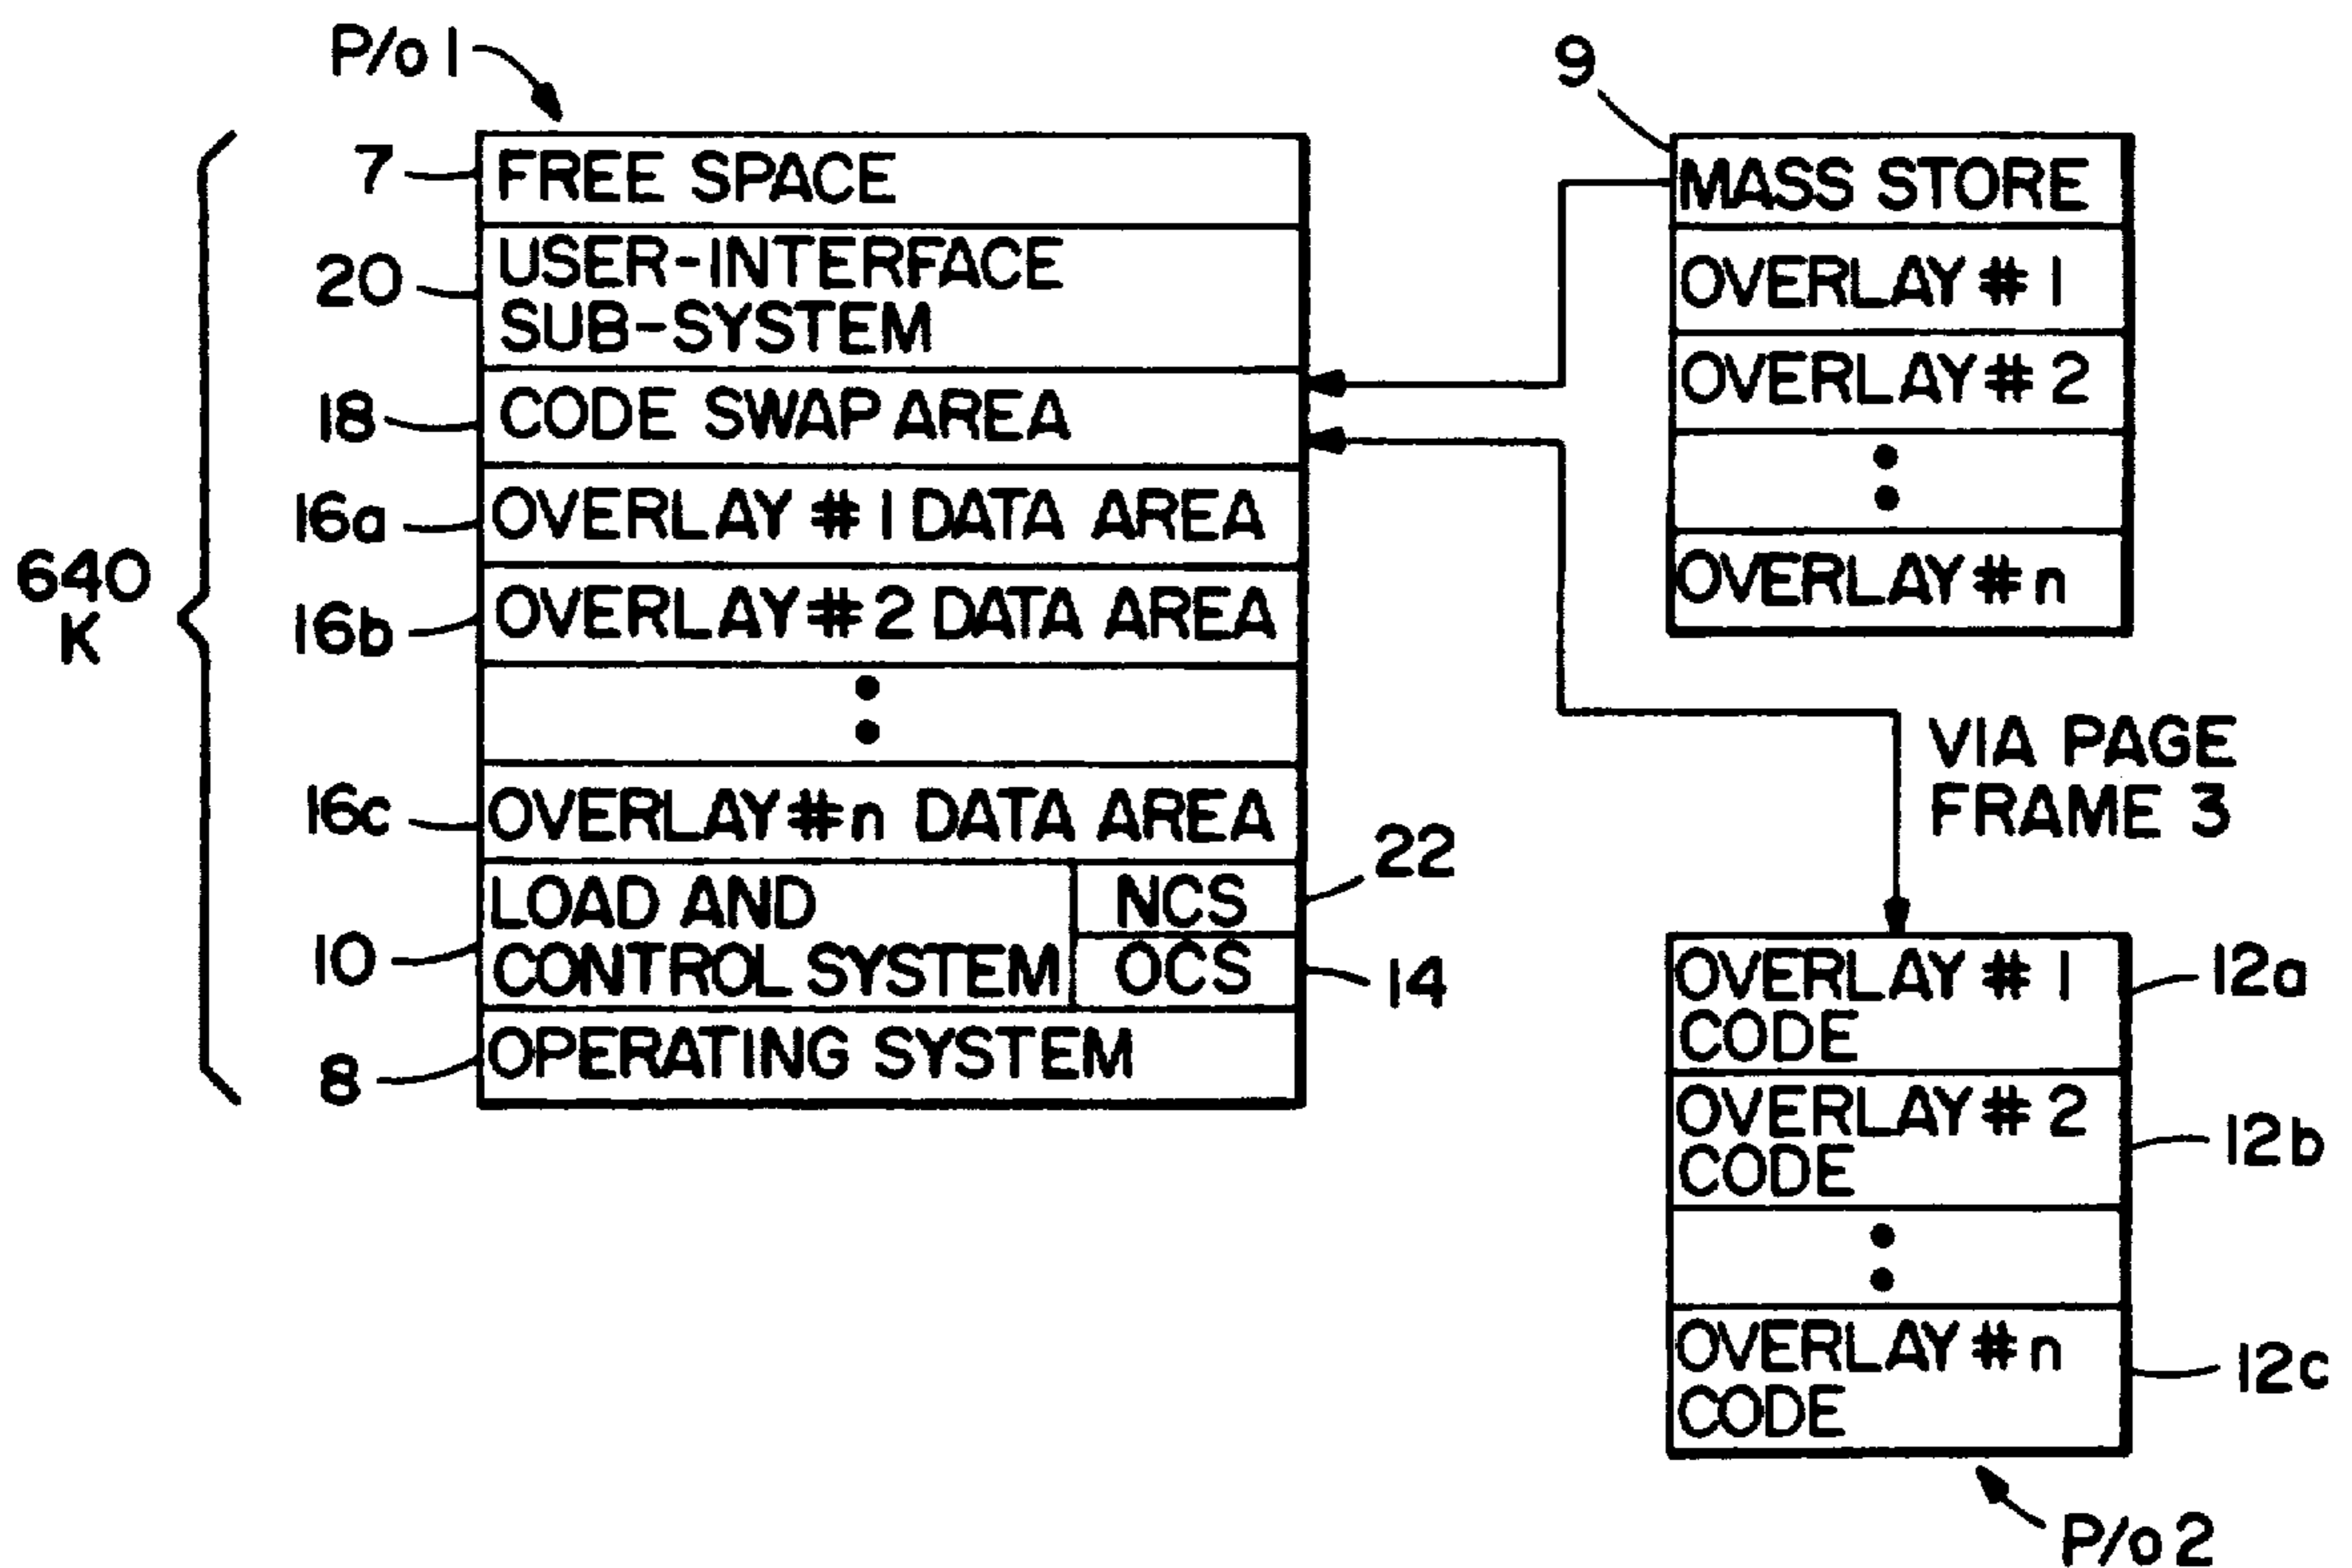 P/o 1
640
K
7
FREE SPACE
20
USER-INTERFACE
SUB-SYSTEM
18
CODE SWAP AREA
16a
OVERLAY # 1 DATA AREA
16b
OVERLAY # 2 DATA AREA
16c
OVERLAY # n DATA AREA
10
LOAD AND
CONTROL SYSTEM
NCS
22
OCS
14
8
OPERATING SYSTEM
9
MASS STORE
OVERLAY # 1
OVERLAY # 2
OVERLAY # n
VIA PAGE
FRAME 3
OVERLAY # 1
CODE
12a
OVERLAY # 2
CODE
12b
OVERLAY # n
CODE
12c
P/o 2